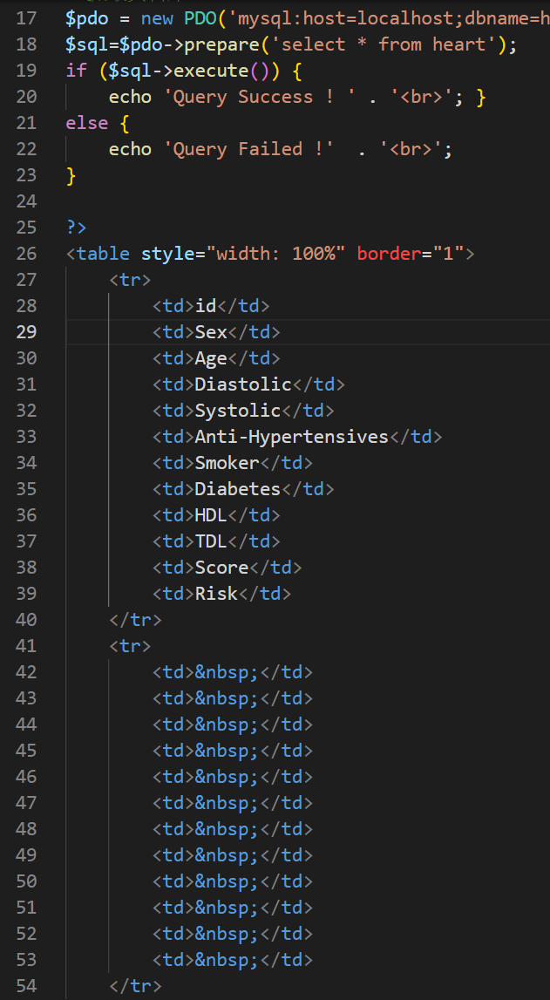 17 $pdo = new PDO('mysql:host=localhost;dbname=h
18 $sql=$pdo->prepare('select * from heart');
19 if ($sql->execute()) {
20     echo 'Query Success ! ' . '<br>'; }
21 else {
22     echo 'Query Failed !'  . '<br>';
23 }
24
25 ?>
26 <table style="width: 100%" border="1">
27     <tr>
28         <td>id</td>
29         <td>Sex</td>
30         <td>Age</td>
31         <td>Diastolic</td>
32         <td>Systolic</td>
33         <td>Anti-Hypertensives</td>
34         <td>Smoker</td>
35         <td>Diabetes</td>
36         <td>HDL</td>
37         <td>TDL</td>
38         <td>Score</td>
39         <td>Risk</td>
40     </tr>
41     <tr>
42         <td>&nbsp;</td>
43         <td>&nbsp;</td>
44         <td>&nbsp;</td>
45         <td>&nbsp;</td>
46         <td>&nbsp;</td>
47         <td>&nbsp;</td>
48         <td>&nbsp;</td>
49         <td>&nbsp;</td>
50         <td>&nbsp;</td>
51         <td>&nbsp;</td>
52         <td>&nbsp;</td>
53         <td>&nbsp;</td>
54     </tr>